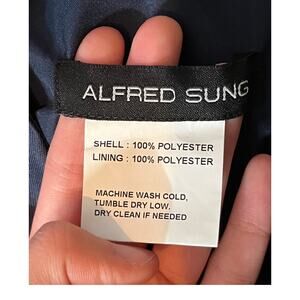 ALFRED SUNG
SHELL : 100% POLYESTER
LINING : 100% POLYESTER
MACHINE WASH COLD,
TUMBLE DRY LOW.
DRY CLEAN IF NEEDED